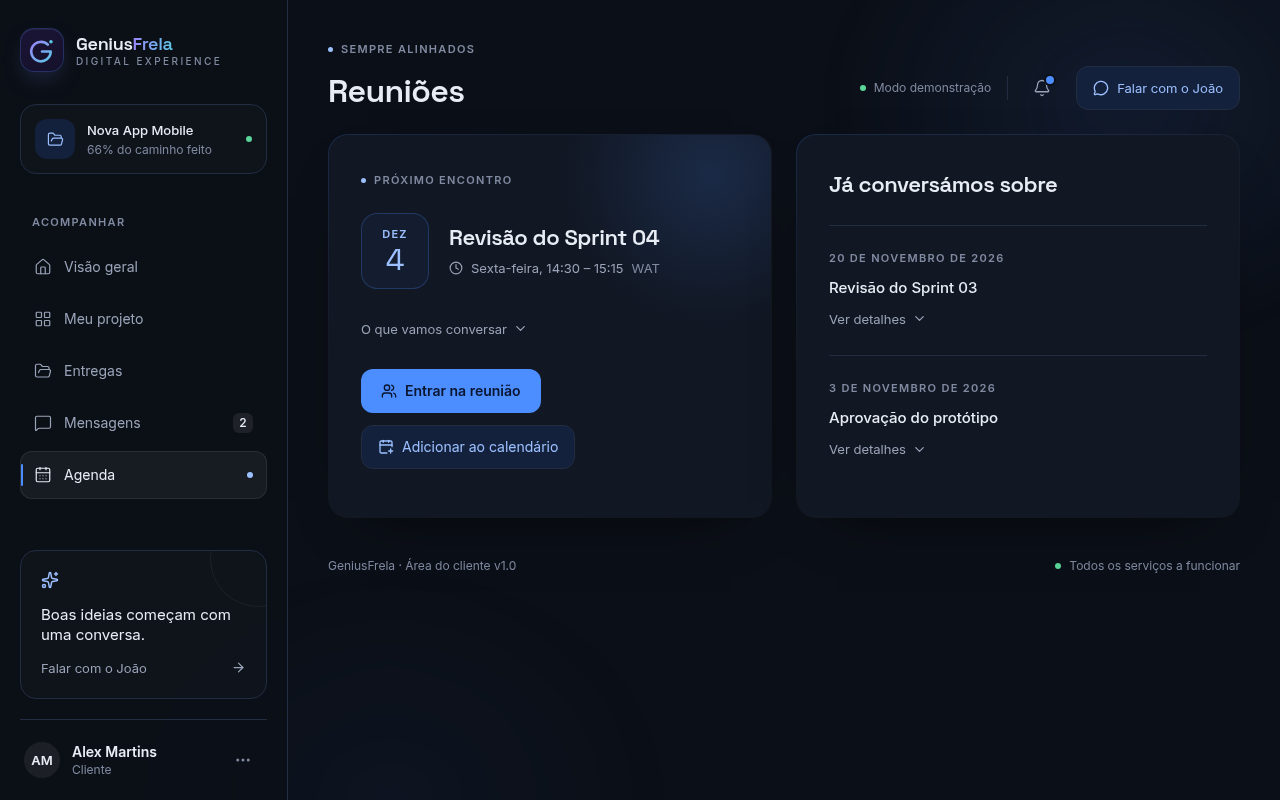 GeniusFrela
DIGITAL EXPERIENCE
Nova App Mobile
66% do caminho feito
ACOMPANHAR
Visão geral
Meu projeto
Entregas
Mensagens
2
Agenda
Boas ideias começam com
uma conversa.
Falar com o João
AM
Alex Martins
Cliente
SEMPRE ALINHADOS
Reuniões
Modo demonstração
Falar com o João
PRÓXIMO ENCONTRO
DEZ
4
Revisão do Sprint 04
Sexta-feira, 14:30 – 15:15 WAT
O que vamos conversar
Entrar na reunião
Adicionar ao calendário
Já conversámos sobre
20 DE NOVEMBRO DE 2026
Revisão do Sprint 03
Ver detalhes
3 DE NOVEMBRO DE 2026
Aprovação do protótipo
Ver detalhes
GeniusFrela · Área do cliente v1.0
Todos os serviços a funcionar